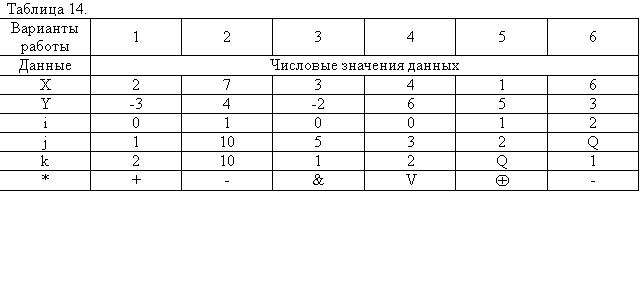 Таблица 14.
Варианты работы 1 2 3 4 5 6
Данные Числовые значения данных
X 2 7 3 4 1 6
Y -3 4 -2 6 5 3
i 0 1 0 0 1 2
j 1 10 5 3 2 Q
k 2 10 1 2 Q 1
* + - & V ⊕ -